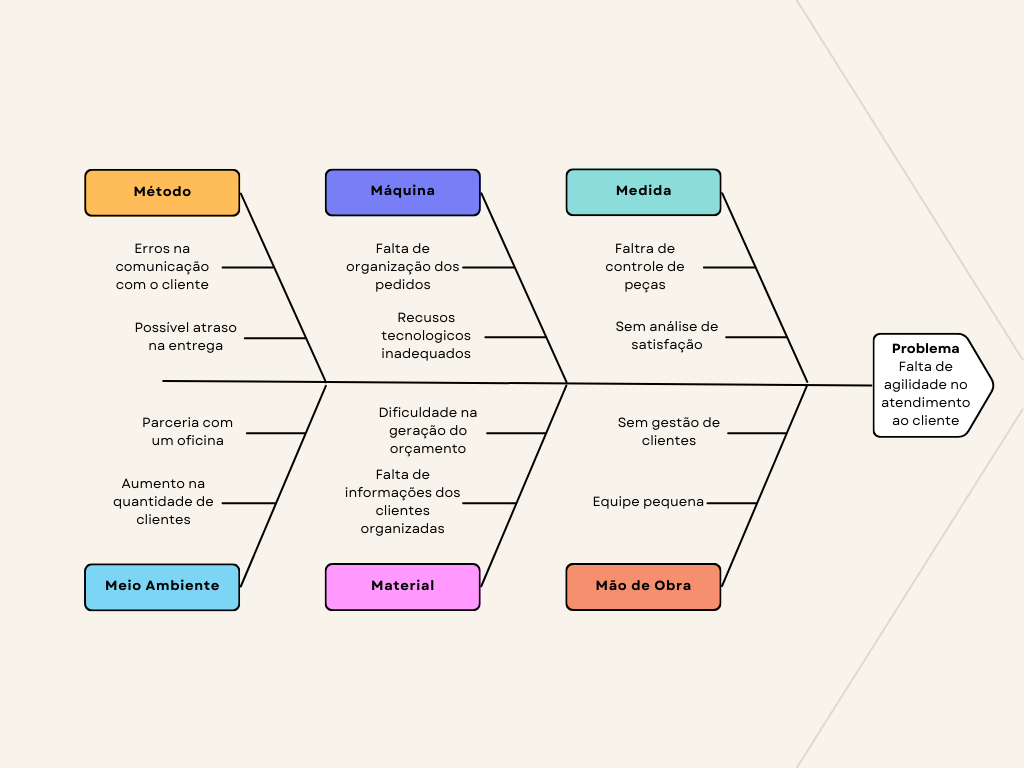 Método
Máquina
Medida
Erros na
comunicação
com o cliente
Possível atraso
na entrega
Falta de
organização dos
pedidos
Recusos
tecnologicos
inadequados
Faltra de
controle de
peças
Sem análise de
satisfação
Problema
Falta de
agilidade no
atendimento
ao cliente
Parceria com
um oficina
Aumento na
quantidade de
clientes
Dificuldade na
geração do
orçamento
Falta de
informações dos
clientes
organizadas
Sem gestão de
clientes
Equipe pequena
Meio Ambiente
Material
Mão de Obra